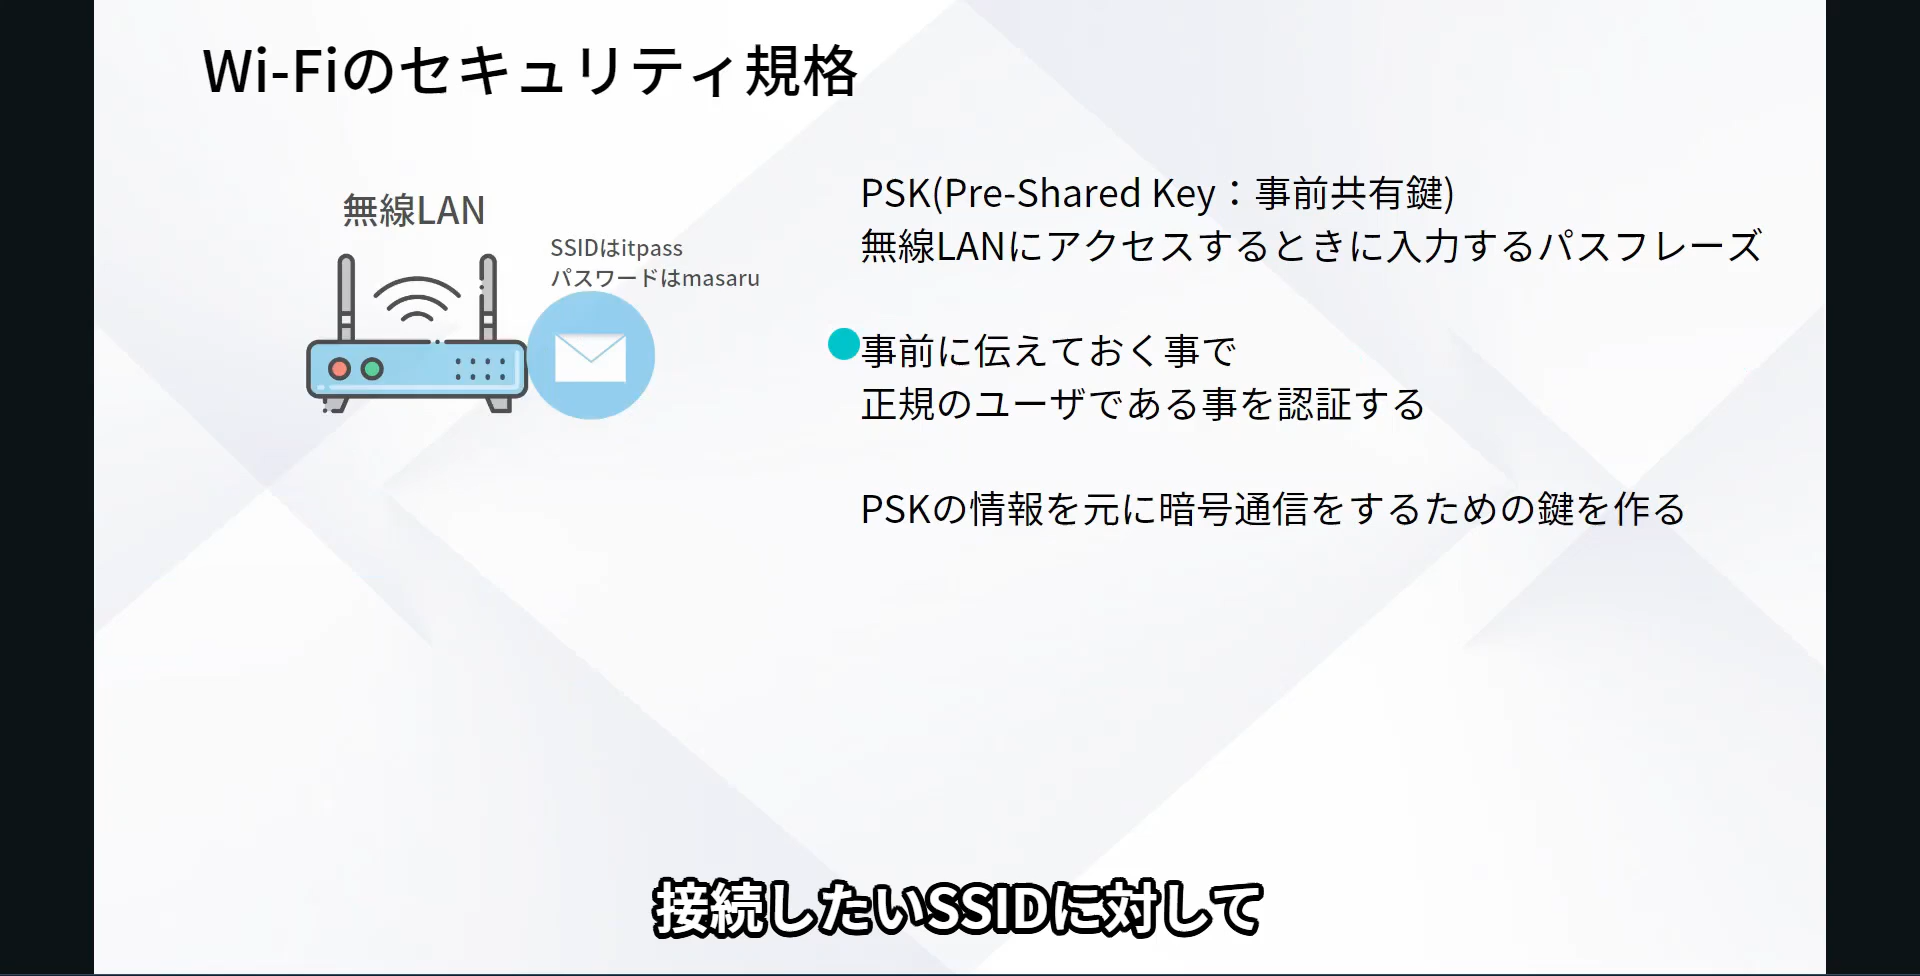 Wi-Fiのセキュリティ規格
無線LAN
SSIDはitpass
パスワードはmasaru
PSK(Pre-Shared Key：事前共有鍵)
無線LANにアクセスするときに入力するパスフレーズ
事前に伝えておく事で
正規のユーザである事を認証する
PSKの情報を元に暗号通信をするための鍵を作る
接続したいSSIDに対して